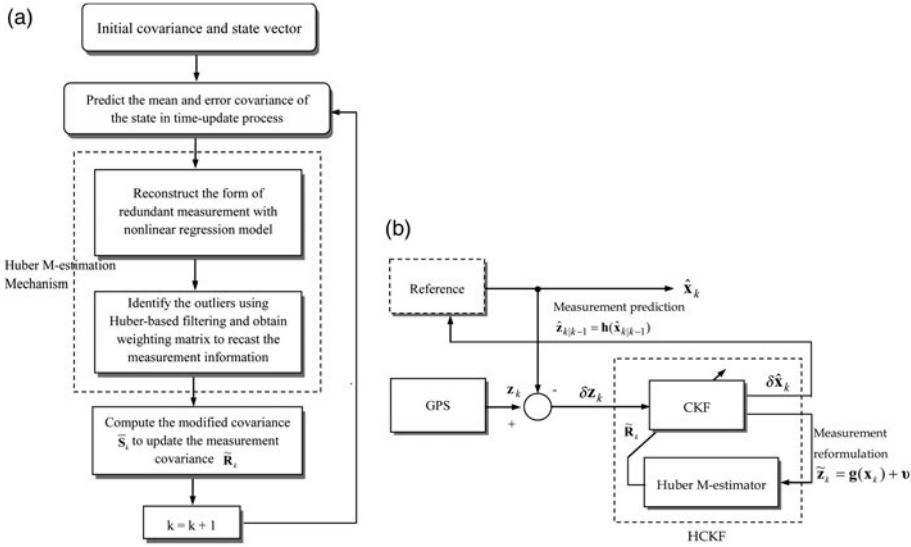 (a)
Initial covariance and state vector
Predict the mean and error covariance of
the state in time-update process
Reconstruct the form of
redundant measurement with
nonlinear regression model
Huber M-estimation
Mechanism
Identify the outliers using
Huber-based filtering and obtain
weighting matrix to recast the
measurement information
Compute the modified covariance
S̄ₖ to update the measurement
covariance R̃ₖ
k = k + 1
(b)
Reference
x̂ₖ
Measurement prediction
ẑₖ|ₖ₋₁ = h(x̂ₖ|ₖ₋₁)
GPS
zₖ
+
-
δzₖ
CKF
δx̂ₖ
R̃ₖ
Measurement
reformulation
z̃ₖ = g(xₖ) + υ
Huber M-estimator
HCKF